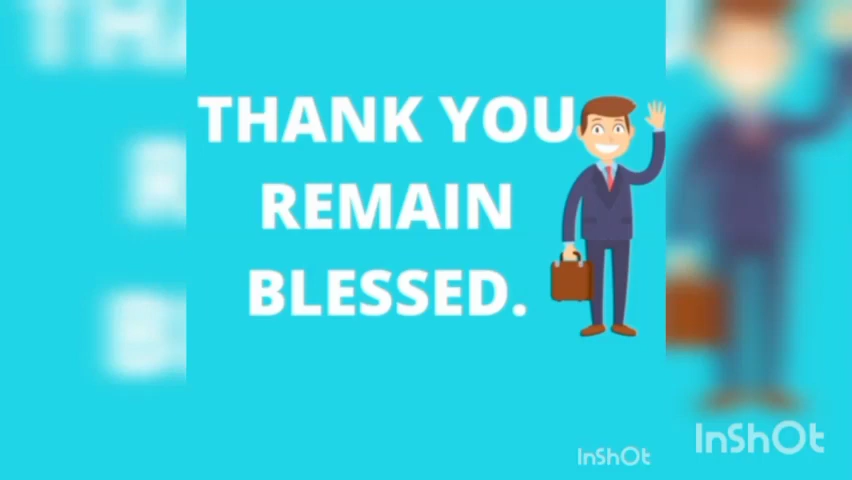 THANK YOU
REMAIN
BLESSED.
InShOt
InShOt